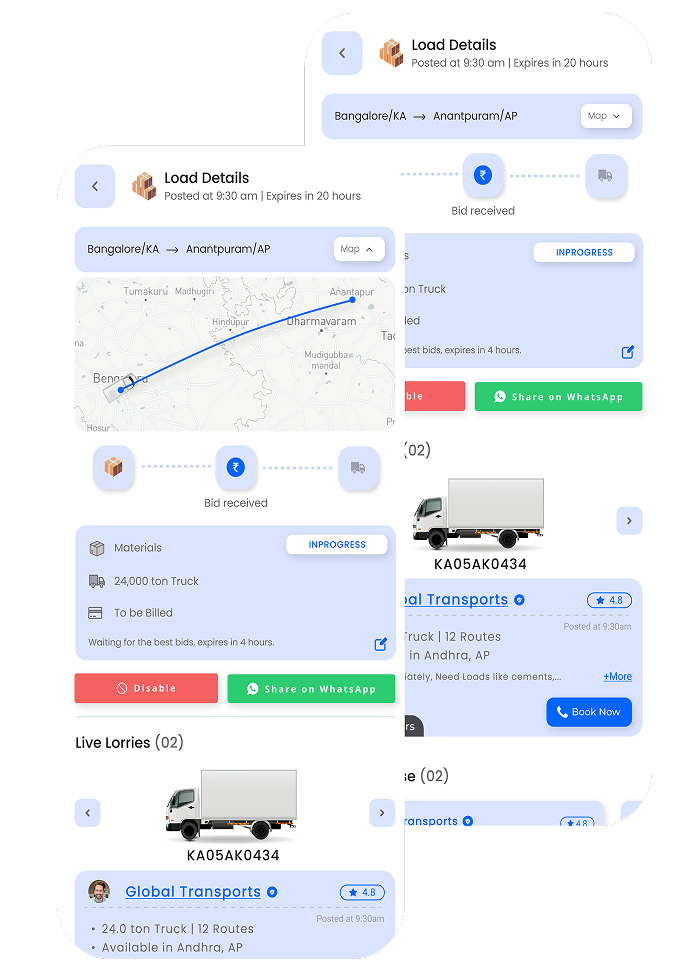 Load Details
Posted at 9:30 am | Expires in 20 hours
Bangalore/KA → Anantpuram/AP
Map
Bid received
INPROGRESS
s
on Truck
led
best bids, expires in 4 hours.
ble
Share on WhatsApp
(02)
KA05AK0434
bal Transports
4.8
Posted at 9:30am
Truck | 12 Routes
in Andhra, AP
iately, Need Loads like cements,...
+More
Book Now
rs
se (02)
ransports
4.8
Load Details
Posted at 9:30 am | Expires in 20 hours
Bangalore/KA → Anantpuram/AP
Map
Tumakuru
Madhugiri
Anantapur
Hindupur
Dharmavaram
na
Tad
Mudigubba
mandal
Bengaluru
Hosur
Pr
₹
Bid received
Materials
INPROGRESS
24,000 ton Truck
To be Billed
Waiting for the best bids, expires in 4 hours.
Disable
Share on WhatsApp
Live Lorries (02)
KA05AK0434
Global Transports
4.8
Posted at 9:30am
• 24.0 ton Truck | 12 Routes
• Available in Andhra, AP